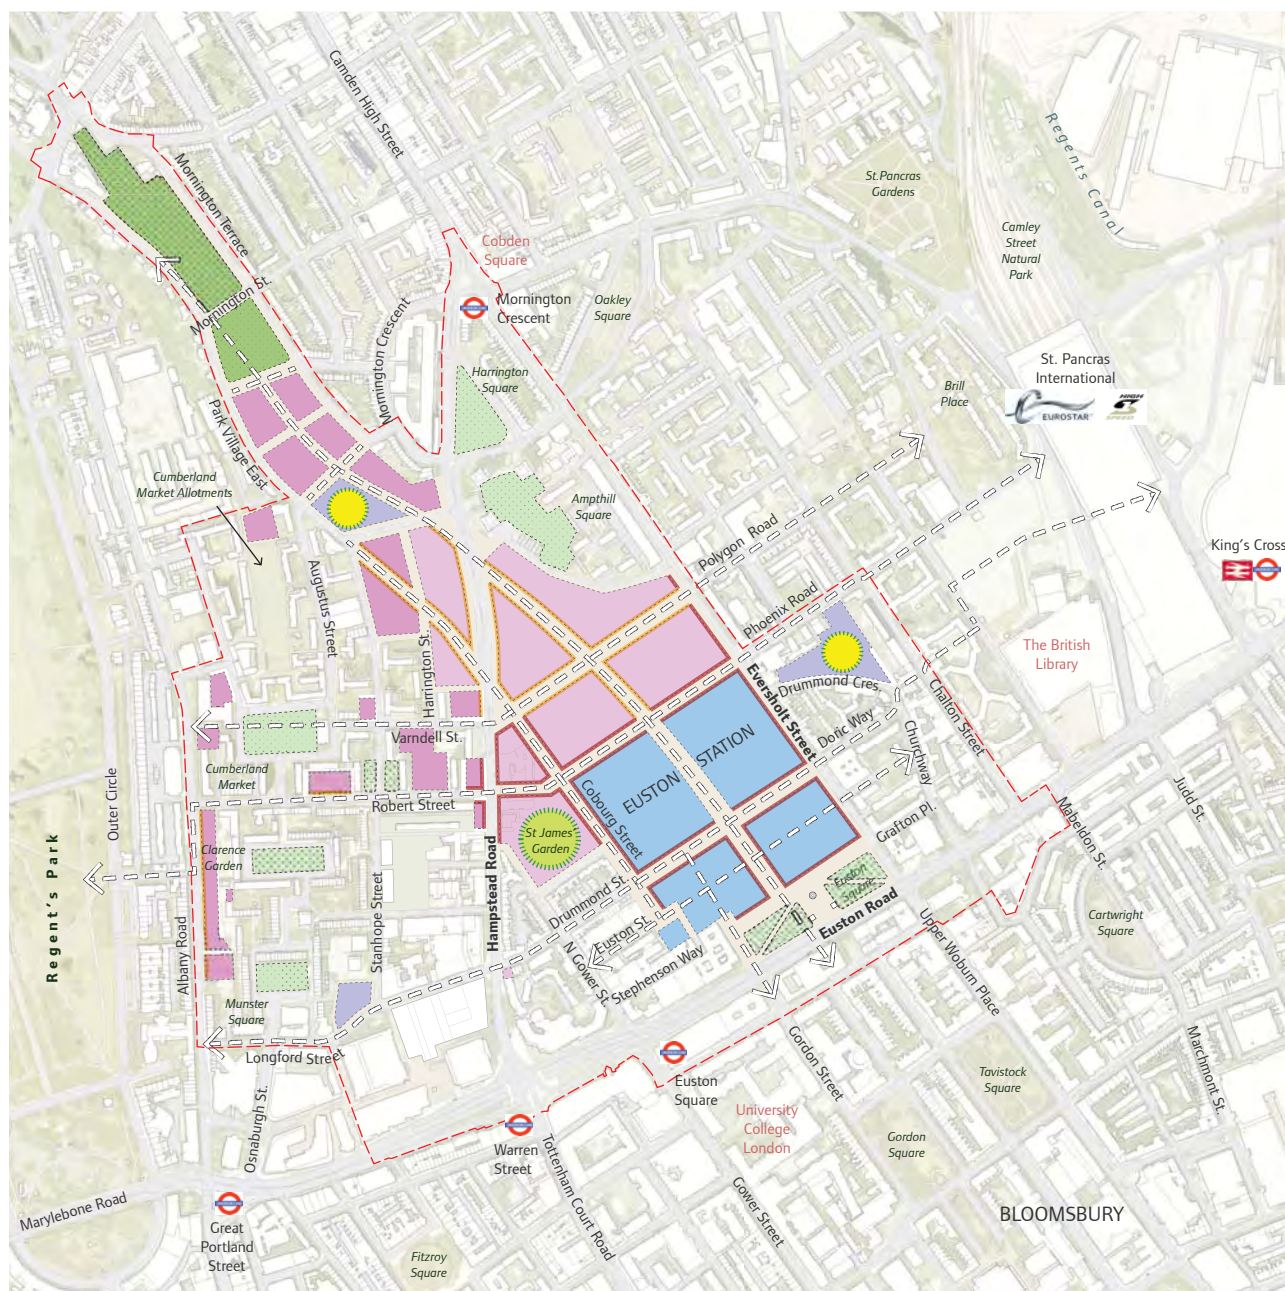 Camden High Street
Regents Canal
St.Pancras
Gardens
Mornington Terrace
Camley
Street
Natural
Park
Cobden
Square
Mornington St.
Mornington
Crescent
Oakley
Square
Mornington Crescent
St. Pancras
International
EUROSTAR
HIGH
SPEED
Harrington
Square
Brill
Place
Park Village East
Cumberland
Market Allotments
Ampthill
Square
Polygon Road
King's Cross
Augustus Street
Phoenix Road
The British
Library
Harrington St.
Eversholt Street
Drummond Cres.
Chalton Street
Doric Way
Churchway
Varndell St.
EUSTON STATION
Cumberland
Market
Outer Circle
Robert Street
Cobourg Street
Judd St.
Mabeldon St.
Grafton Pl.
St James
Garden
Regent's Park
Clarence
Garden
Hampstead Road
Stanhope Street
Drummond St.
Euston
Square
Euston Road
Albany Road
Euston St.
N Gower St.
Stephenson Way
Upper Woburn Place
Cartwright
Square
Munster
Square
Longford Street
Gordon Street
Marchmont St.
Euston
Square
Tavistock
Square
Osnaburgh St.
University
College
London
Warren
Street
Tottenham Court Road
Gordon
Square
Gower Street
Marylebone Road
Great
Portland
Street
Fitzroy
Square
BLOOMSBURY